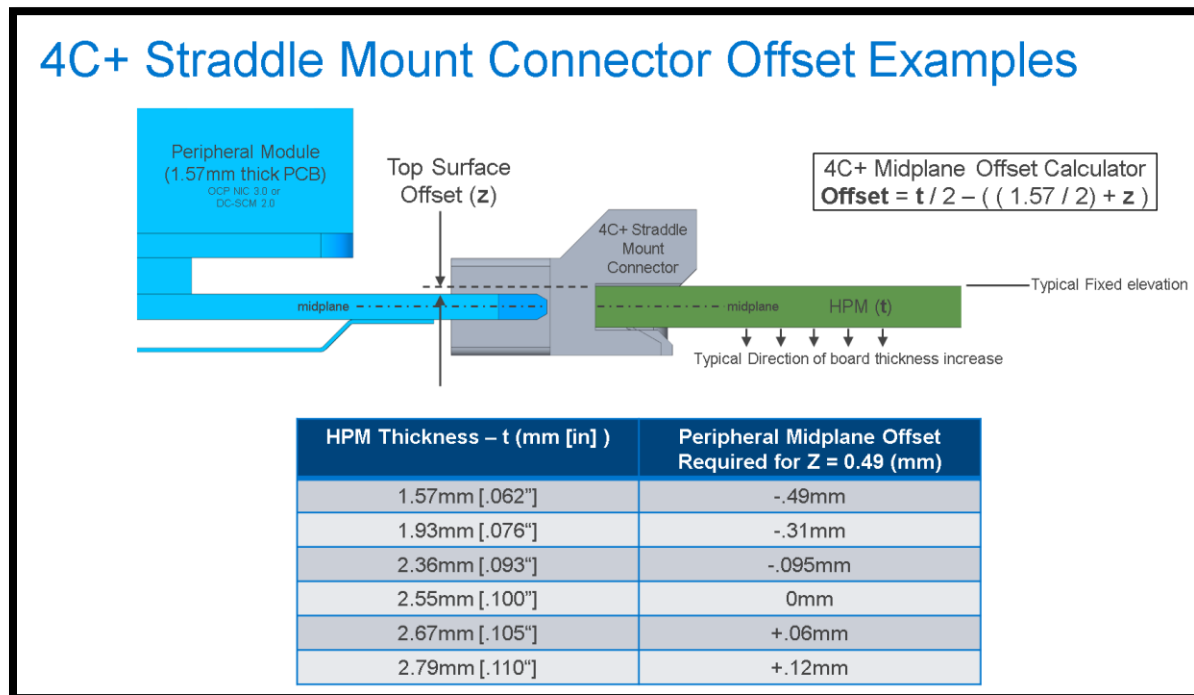 4C+ Straddle Mount Connector Offset Examples
Peripheral Module
(1.57mm thick PCB)
OCP NIC 3.0 or
DC-SCM 2.0
Top Surface
Offset (z)
4C+ Straddle
Mount
Connector
4C+ Midplane Offset Calculator
Offset = t / 2 – ( ( 1.57 / 2) + z )
Typical Fixed elevation
midplane
midplane
HPM (t)
Typical Direction of board thickness increase
HPM Thickness – t (mm [in] )
Peripheral Midplane Offset
Required for Z = 0.49 (mm)
1.57mm [.062“]
-.49mm
1.93mm [.076“]
-.31mm
2.36mm [.093“]
-.095mm
2.55mm [.100”]
0mm
2.67mm [.105“]
+.06mm
2.79mm [.110“]
+.12mm